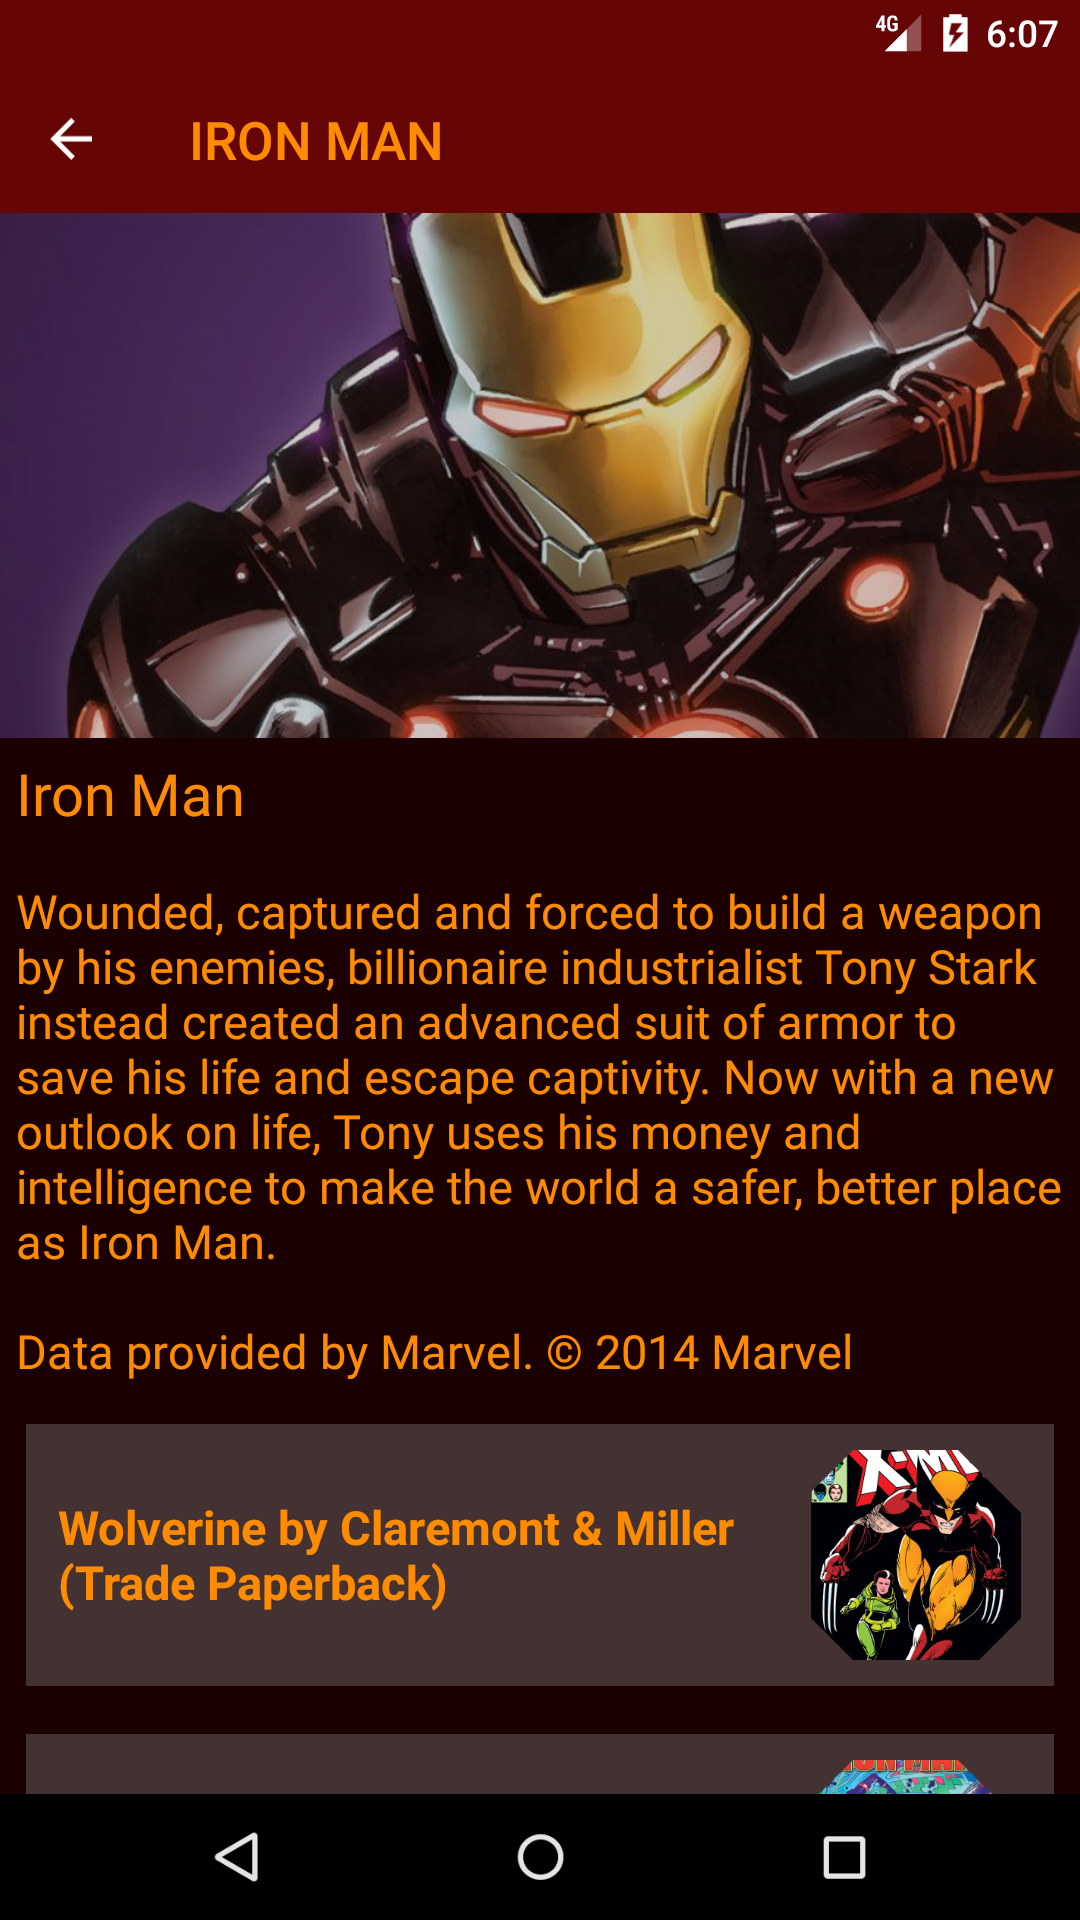 4G 6:07
IRON MAN
Iron Man
Wounded, captured and forced to build a weapon
by his enemies, billionaire industrialist Tony Stark
instead created an advanced suit of armor to
save his life and escape captivity. Now with a new
outlook on life, Tony uses his money and
intelligence to make the world a safer, better place
as Iron Man.
Data provided by Marvel. © 2014 Marvel
Wolverine by Claremont & Miller
(Trade Paperback)